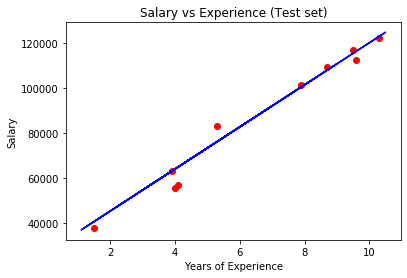 Salary vs Experience (Test set)
120000
100000
80000
60000
40000
Salary
2 4 6 8 10
Years of Experience